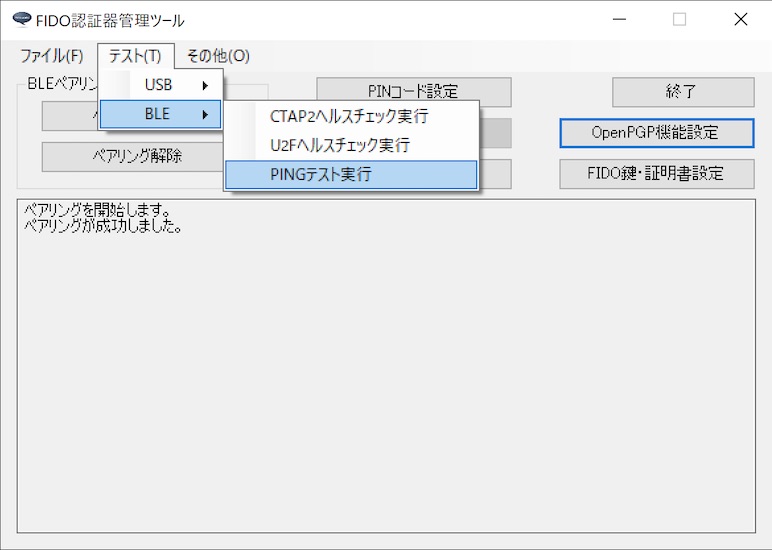 FIDO認証器管理ツール
ファイル(F) テスト(T) その他(O)
BLEペアリン
USB
BLE
CTAP2ヘルスチェック実行
U2Fヘルスチェック実行
PINGテスト実行
PINコード設定
終了
OpenPGP機能設定
ペアリング解除
FIDO鍵・証明書設定
ペアリングを開始します。
ペアリングが成功しました。